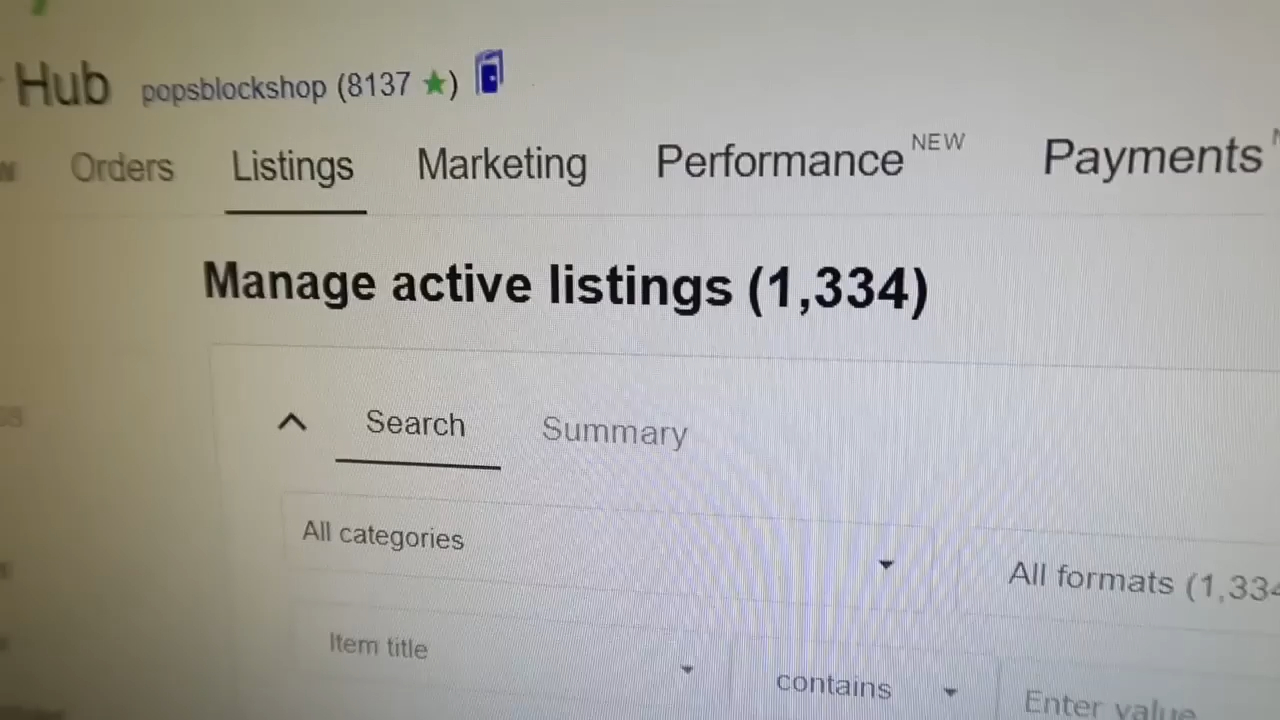 Hub popsblockshop (8137 ★)
Orders Listings Marketing Performance NEW Payments
Manage active listings (1,334)
Search Summary
All categories
All formats (1,334
Item title
contains
Enter value